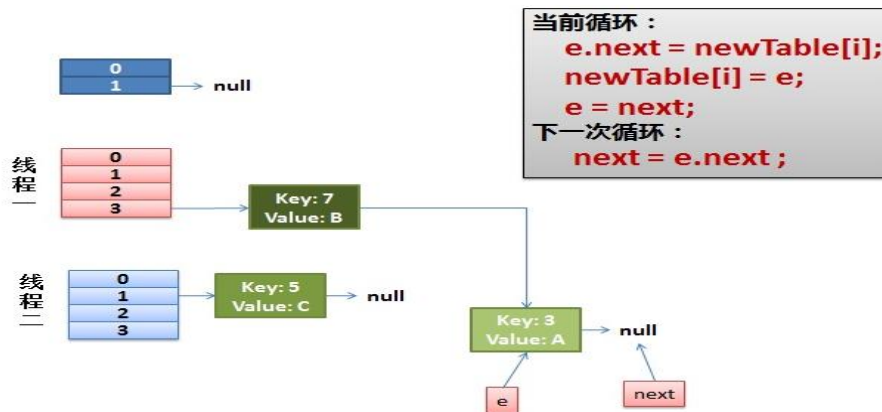 当前循环：
e.next = newTable[i];
newTable[i] = e;
e = next;
下一次循环：
next = e.next ;
0
1
null
线程一
0
1
2
3
Key: 7
Value: B
线程二
0
1
2
3
Key: 5
Value: C
null
Key: 3
Value: A
null
e
next